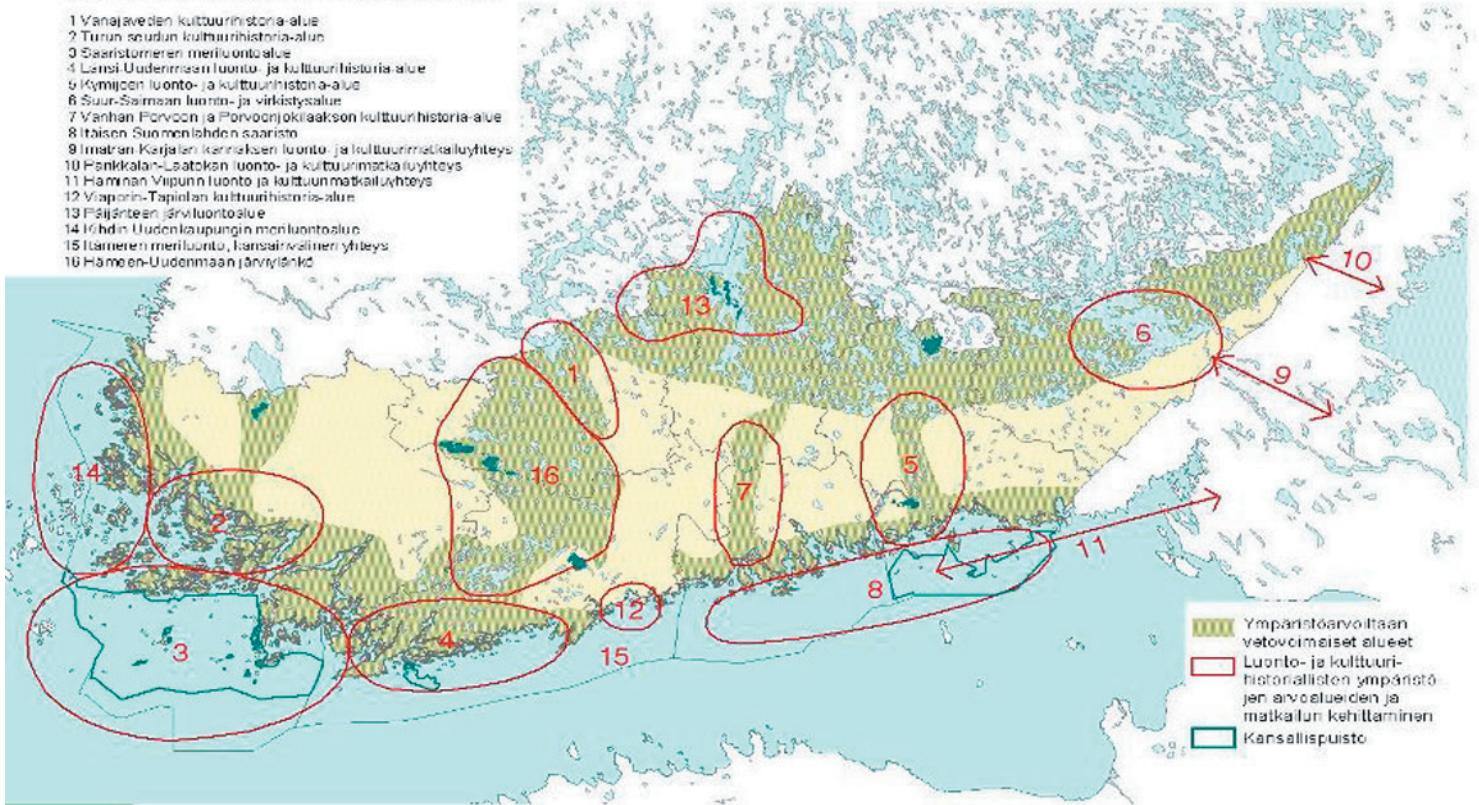 1 Vanajaveden kulttuurihistoria-alue
2 Turun seudun kulttuurihistoria-alue
3 Saaristomeren meriluontoalue
4 Länsi-Uudenmaan luonto- ja kulttuurihistoria-alue
5 Kymijoen luonto- ja kulttuurihistoria-alue
6 Suur-Saimaan luonto- ja virkistysalue
7 Vanhan Porvoon ja Porvoonjokilaakson kulttuurihistoria-alue
8 Itäisen Suomenlahden saaristo
9 Imatran-Karjalan kannaksen luonto- ja kulttuurimatkailuyhteys
10 Parikkalan-Laatokan luonto- ja kulttuurimatkailuyhteys
11 Haminan Viipurin luonto ja kulttuurimatkailuyhteys
12 Viaporin-Tapiolan kulttuurihistoria-alue
13 Päijänteen järviluontoalue
14 Kihdin Uudenkaupungin meriluontoalue
15 Itämeren meriluonto, kansainvälinen yhteys
16 Hämeen-Uudenmaan järviylänkö
10
13
6
1
9
14
16
7
5
2
11
8
12
4
15
3
Ympäristöarvoiltaan
vetovoimaiset alueet
Luonto- ja kulttuuri-
historiallisten ympäristö-
jen arvoalueiden ja
matkailun kehittäminen
Kansallispuisto